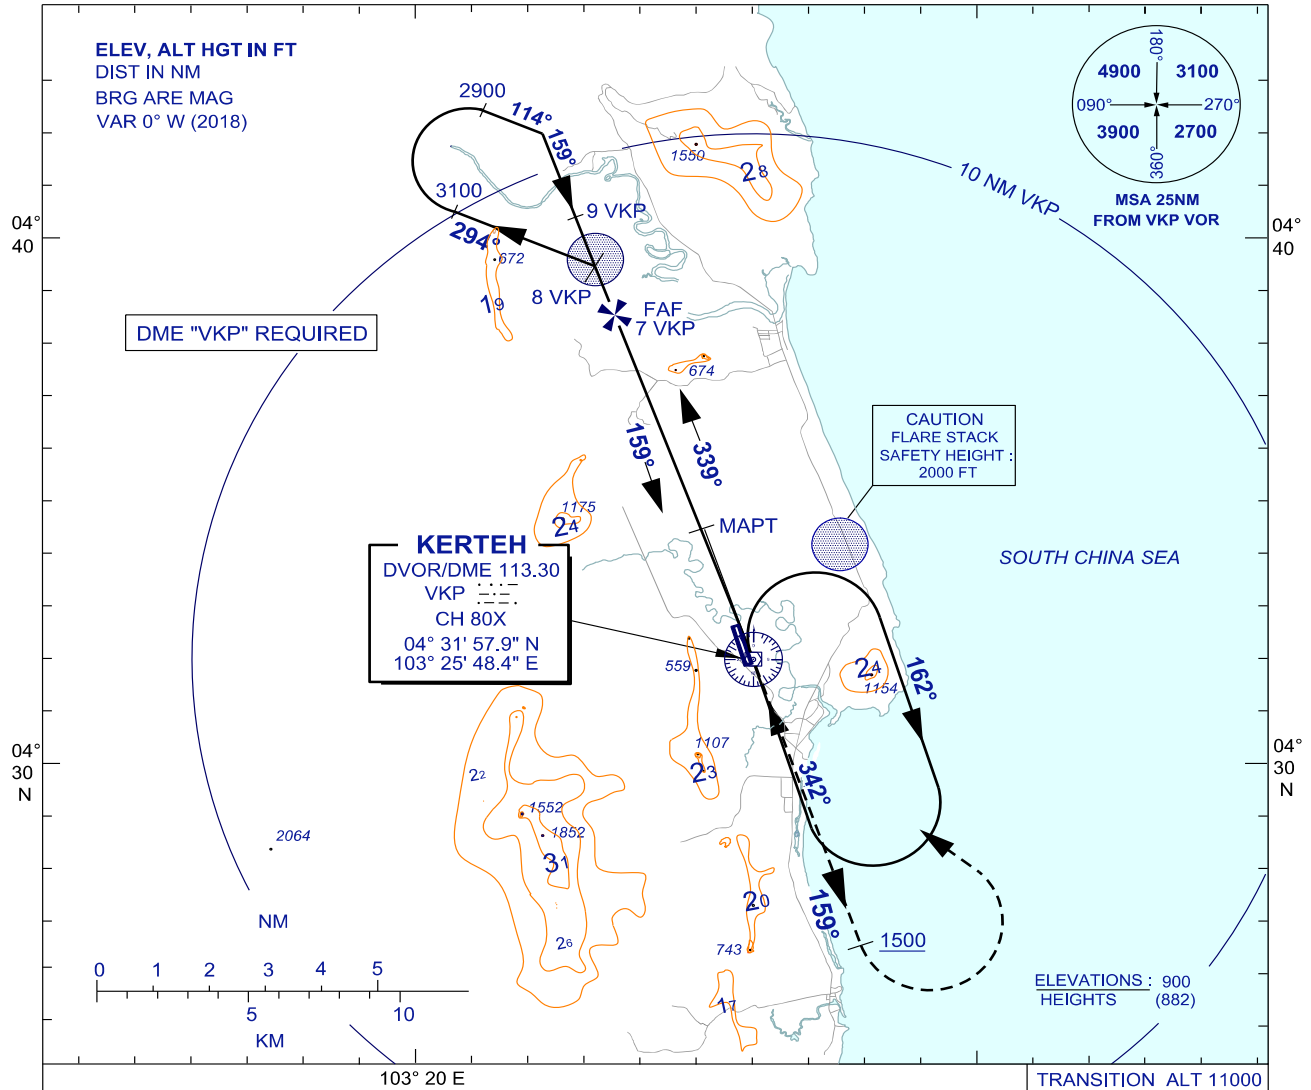 ELEV, ALT HGT IN FT
DIST IN NM
BRG ARE MAG
VAR 0° W (2018)
2900
114°
159°
3100
294°
672
19
9 VKP
8 VKP
FAF
7 VKP
1550
28
10 NM VKP
180°
4900
3100
090°
270°
3900
2700
360°
MSA 25NM
FROM VKP VOR
04°
40
04°
40
DME "VKP" REQUIRED
674
159°
339°
CAUTION
FLARE STACK
SAFETY HEIGHT :
2000 FT
1175
24
MAPT
SOUTH CHINA SEA
KERTEH
DVOR/DME 113.30
VKP
CH 80X
04° 31' 57.9" N
103° 25' 48.4" E
559
24
1154
162°
1107
23
342°
04°
30
N
04°
30
N
22
1552
1852
31
2064
26
20
743
159°
1500
17
NM
0 1 2 3 4 5
5 10
KM
ELEVATIONS : 900
HEIGHTS (882)
103° 20 E
TRANSITION ALT 11000